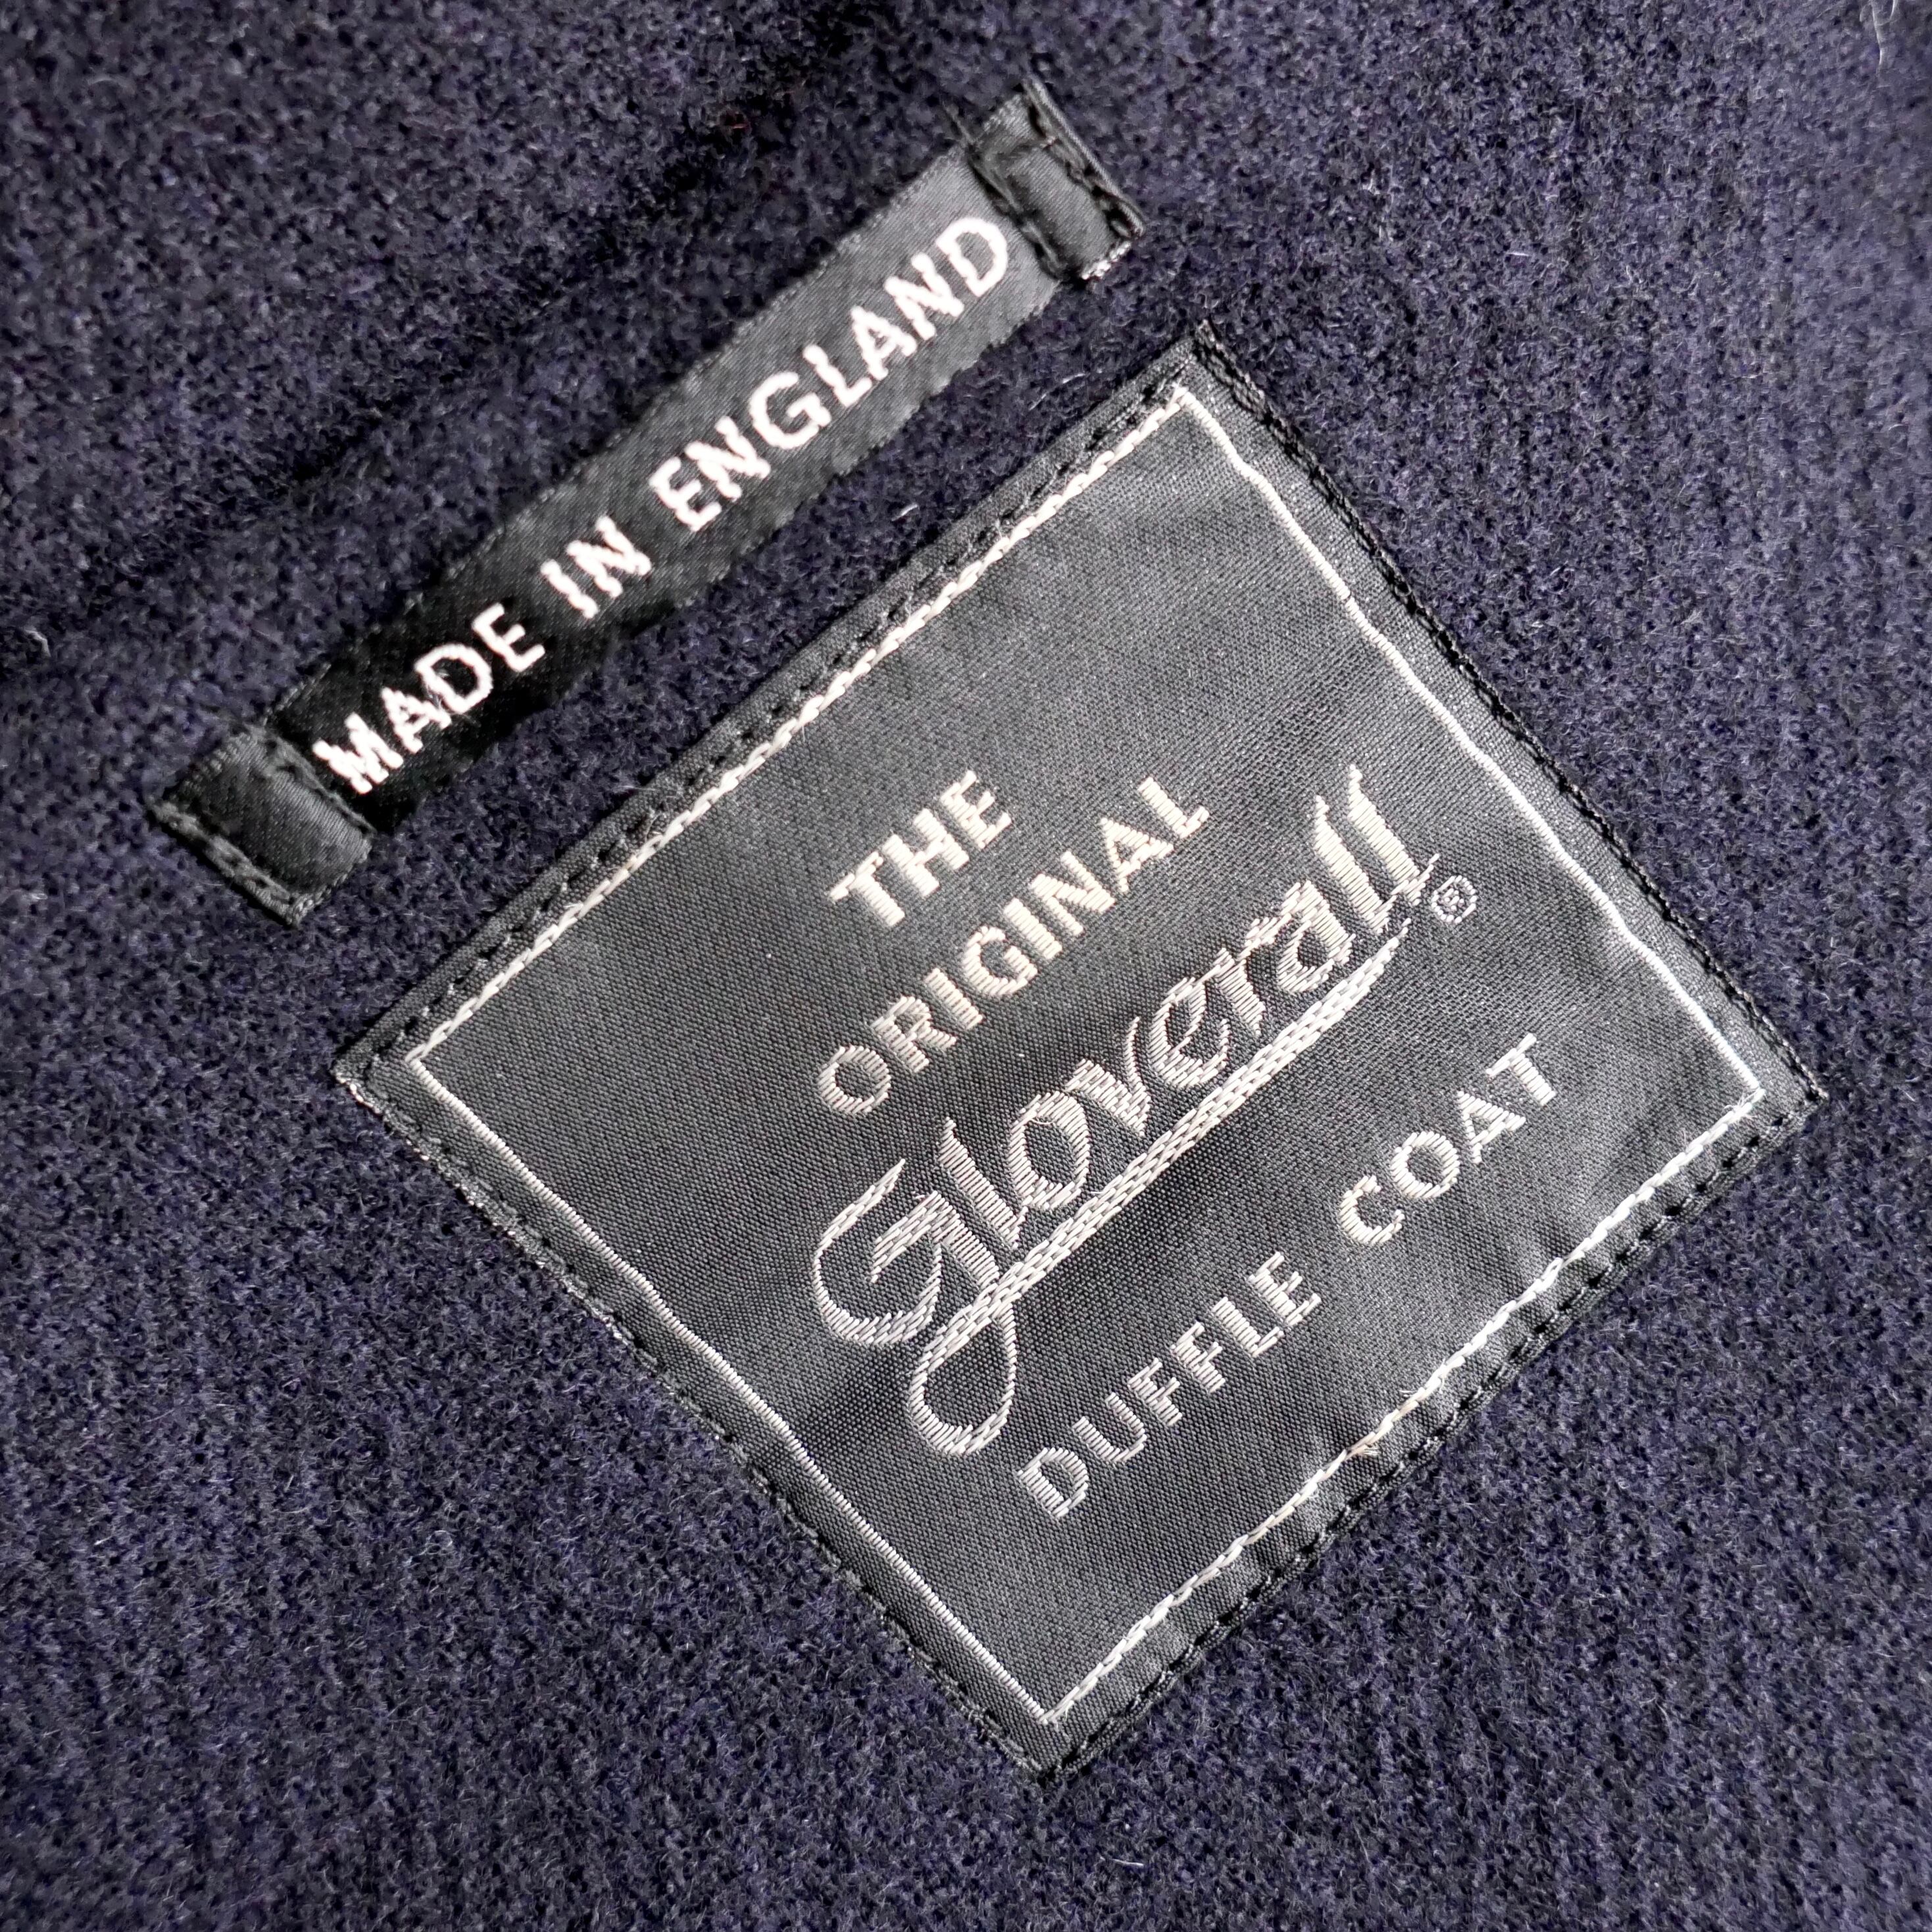 MADE IN ENGLAND
THE
ORIGINAL
Gloverall®
DUFFLE COAT